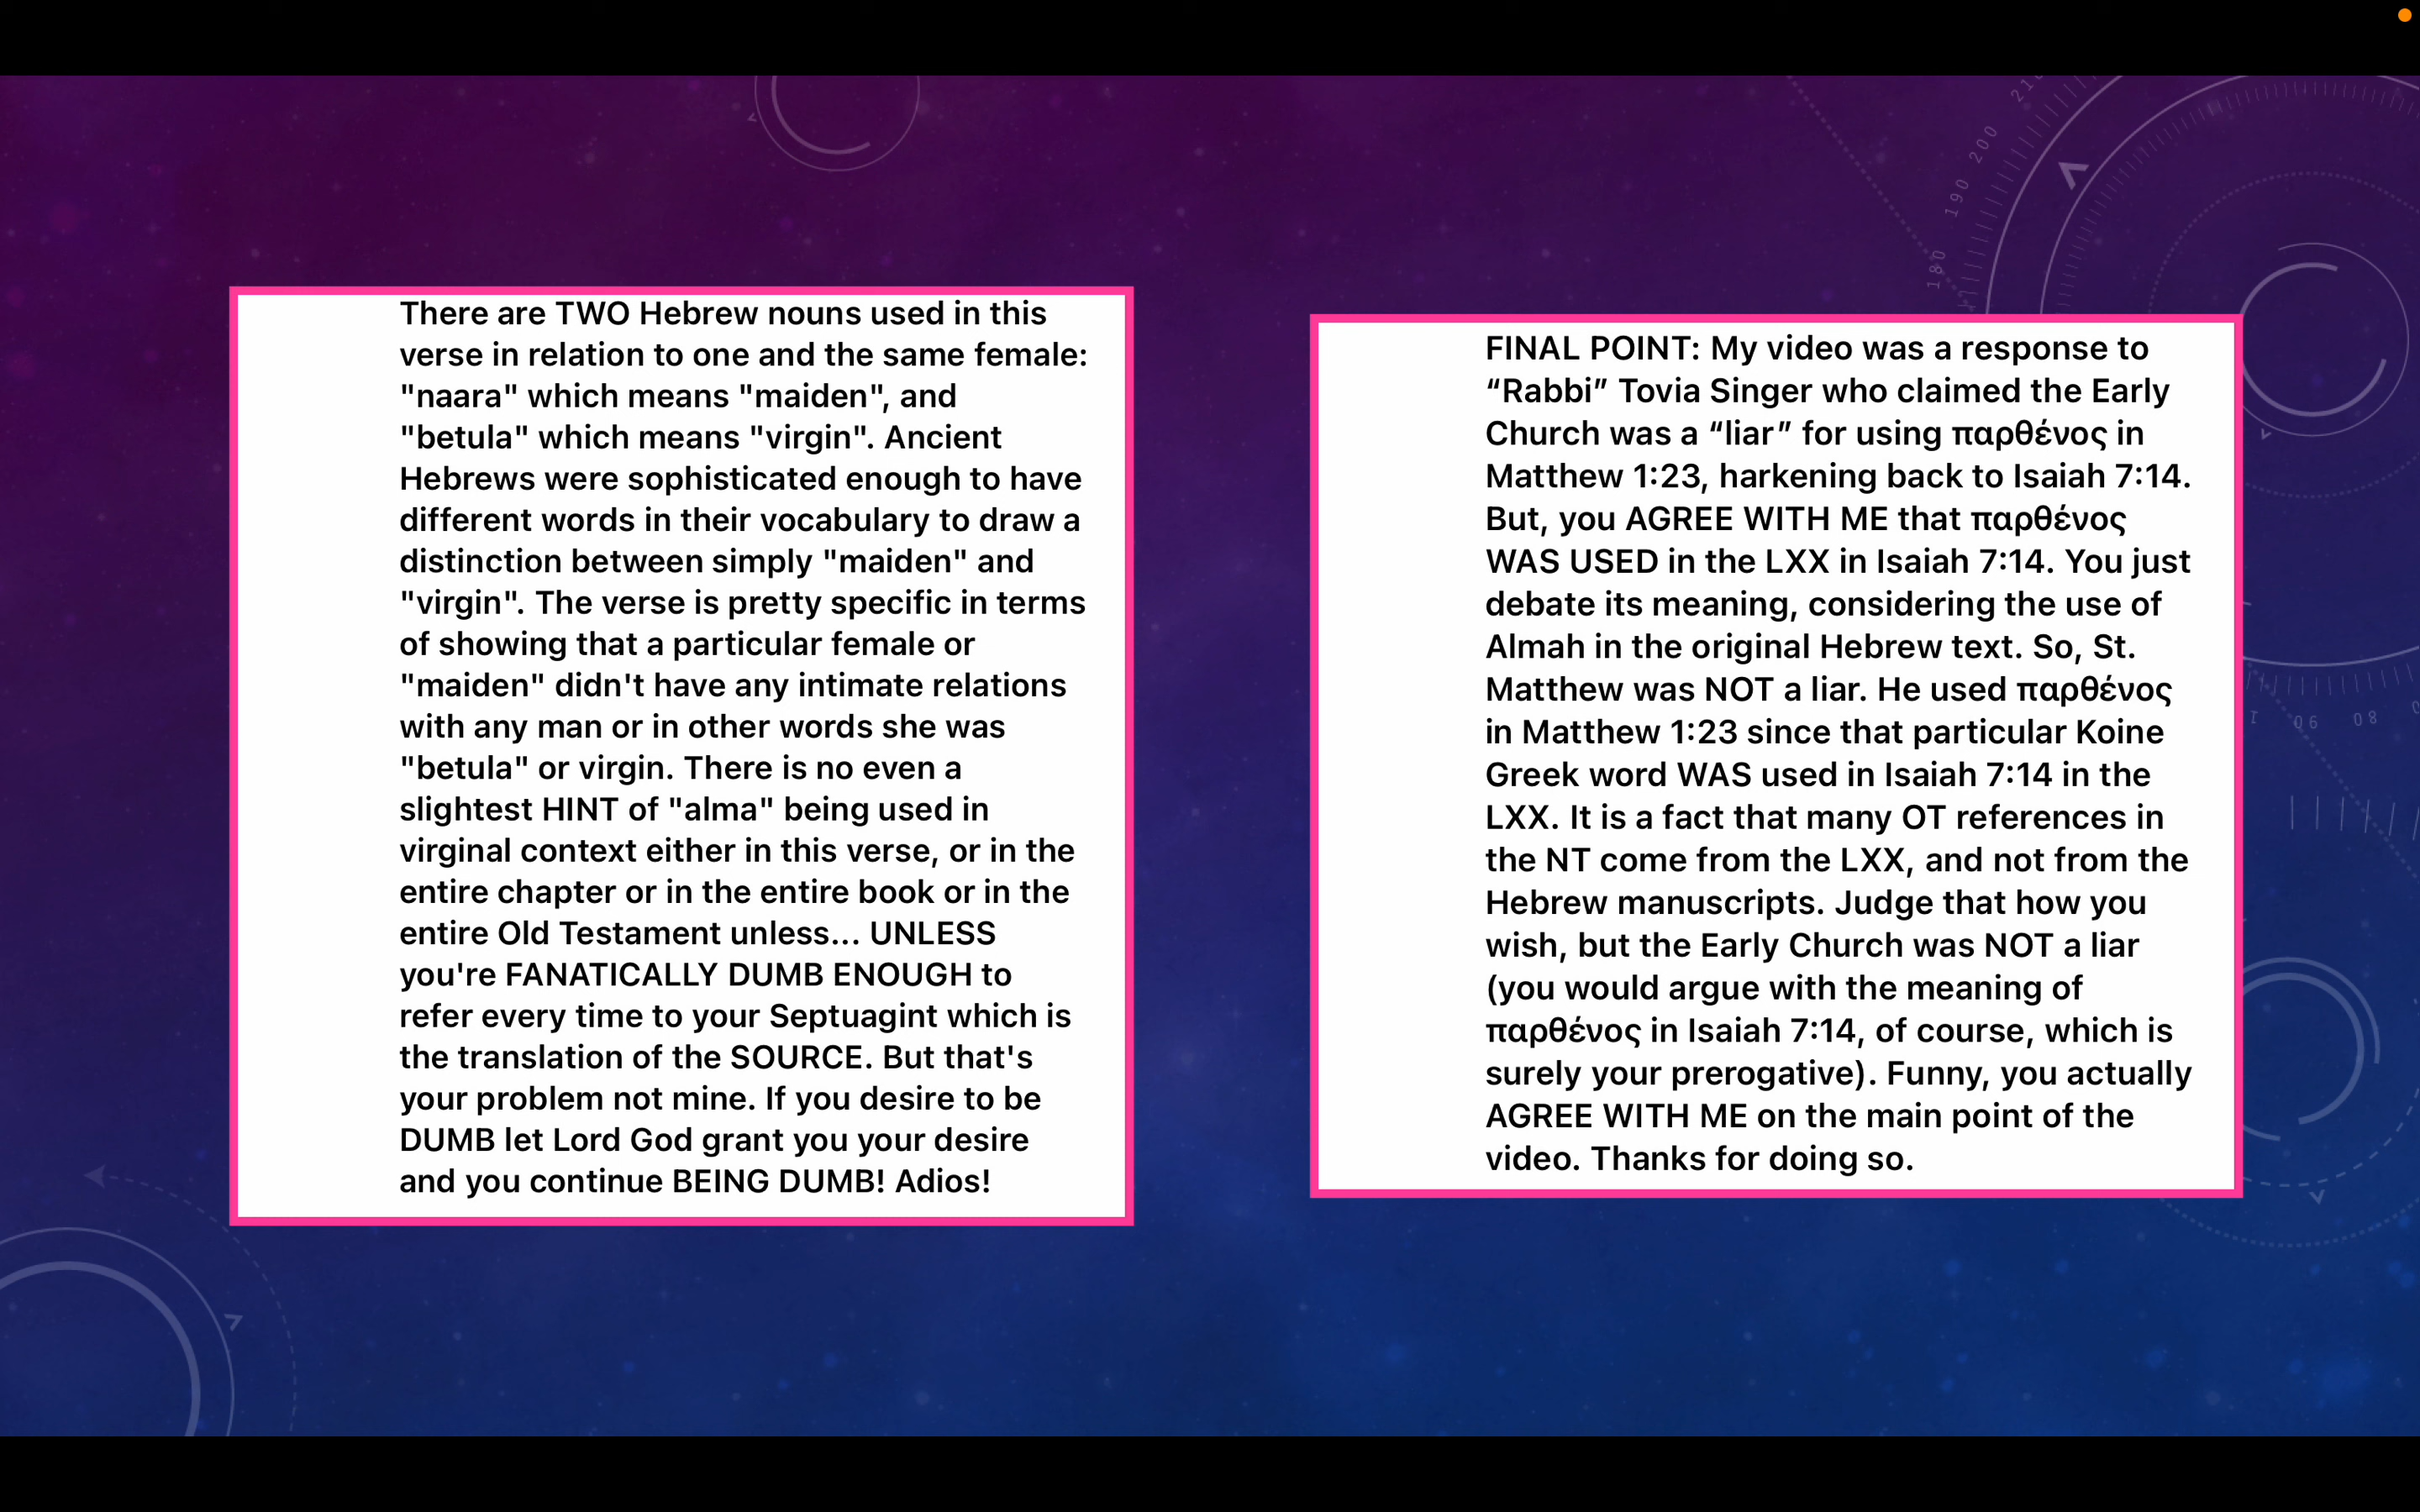 There are TWO Hebrew nouns used in this
verse in relation to one and the same female:
"naara" which means "maiden", and
"betula" which means "virgin". Ancient
Hebrews were sophisticated enough to have
different words in their vocabulary to draw a
distinction between simply "maiden" and
"virgin". The verse is pretty specific in terms
of showing that a particular female or
"maiden" didn't have any intimate relations
with any man or in other words she was
"betula" or virgin. There is no even a
slightest HINT of "alma" being used in
virginal context either in this verse, or in the
entire chapter or in the entire book or in the
entire Old Testament unless... UNLESS
you're FANATICALLY DUMB ENOUGH to
refer every time to your Septuagint which is
the translation of the SOURCE. But that's
your problem not mine. If you desire to be
DUMB let Lord God grant you your desire
and you continue BEING DUMB! Adios!
FINAL POINT: My video was a response to
“Rabbi” Tovia Singer who claimed the Early
Church was a “liar” for using παρθένος in
Matthew 1:23, harkening back to Isaiah 7:14.
But, you AGREE WITH ME that παρθένος
WAS USED in the LXX in Isaiah 7:14. You just
debate its meaning, considering the use of
Almah in the original Hebrew text. So, St.
Matthew was NOT a liar. He used παρθένος
in Matthew 1:23 since that particular Koine
Greek word WAS used in Isaiah 7:14 in the
LXX. It is a fact that many OT references in
the NT come from the LXX, and not from the
Hebrew manuscripts. Judge that how you
wish, but the Early Church was NOT a liar
(you would argue with the meaning of
παρθένος in Isaiah 7:14, of course, which is
surely your prerogative). Funny, you actually
AGREE WITH ME on the main point of the
video. Thanks for doing so.
180 190 200
80 90